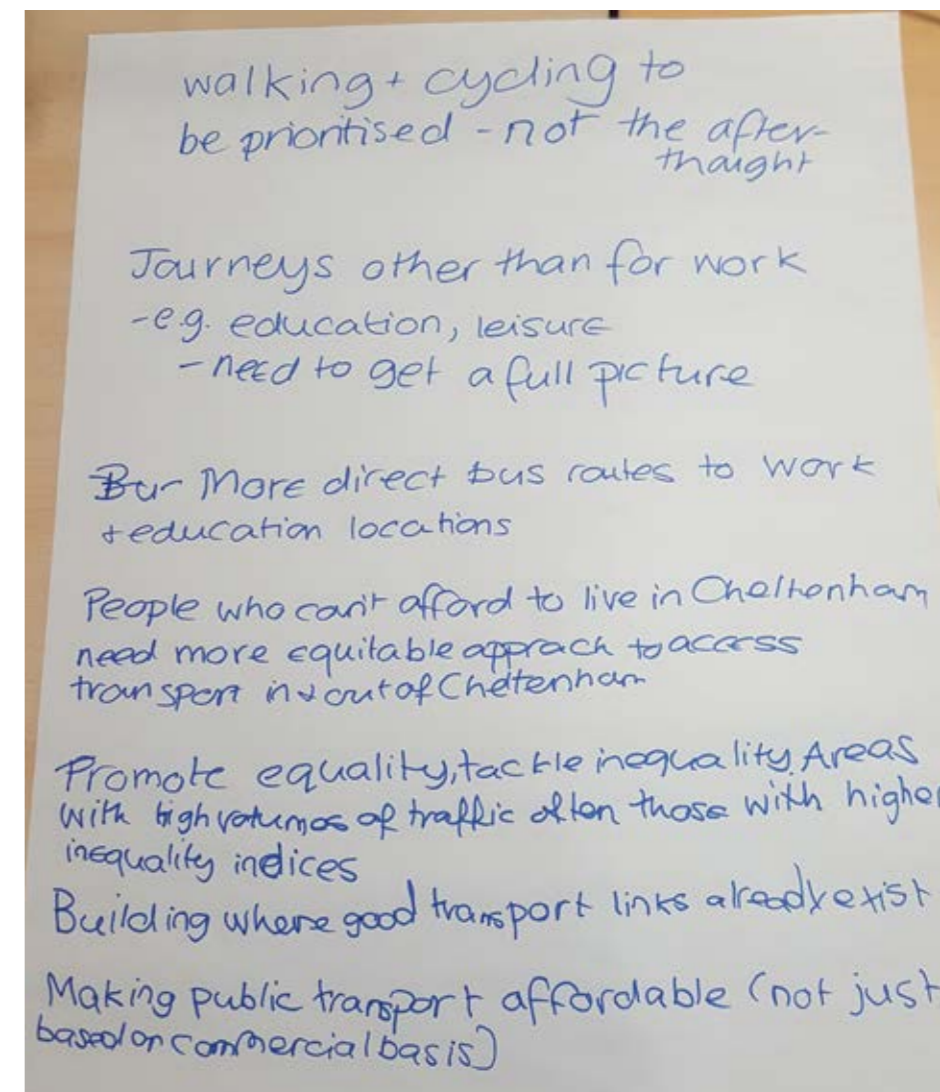 walking + cycling to
be prioritised - not the after-
thought
Journeys other than for work
- e.g. education, leisure
- need to get a full picture
Bur More direct bus routes to work
+ education locations
People who can't afford to live in Cheltenham
need more equitable apprach to access
transport in & out of Cheltenham
Promote equality, tackle inequality. Areas
with high volumes of traffic often those with higher
inequality indices
Building where good transport links already exist
Making public transport affordable (not just
based on commercial basis)